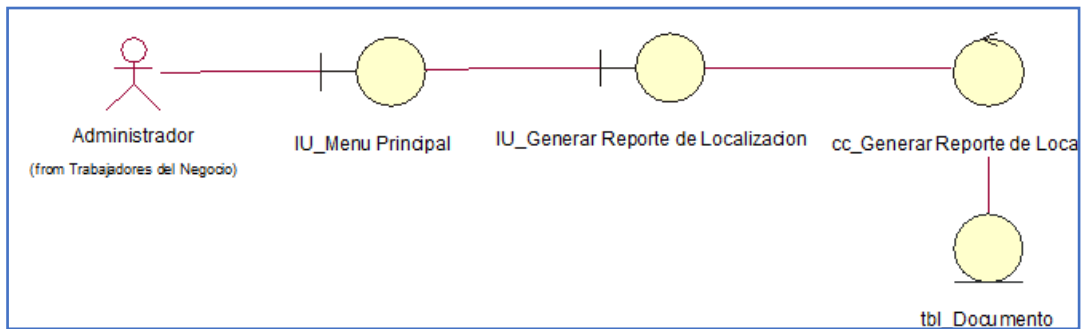 Administrador
(from Trabajadores del Negocio)
IU_Menu Principal
IU_Generar Reporte de Localizacion
cc_Generar Reporte de Loca
tbl_Documento